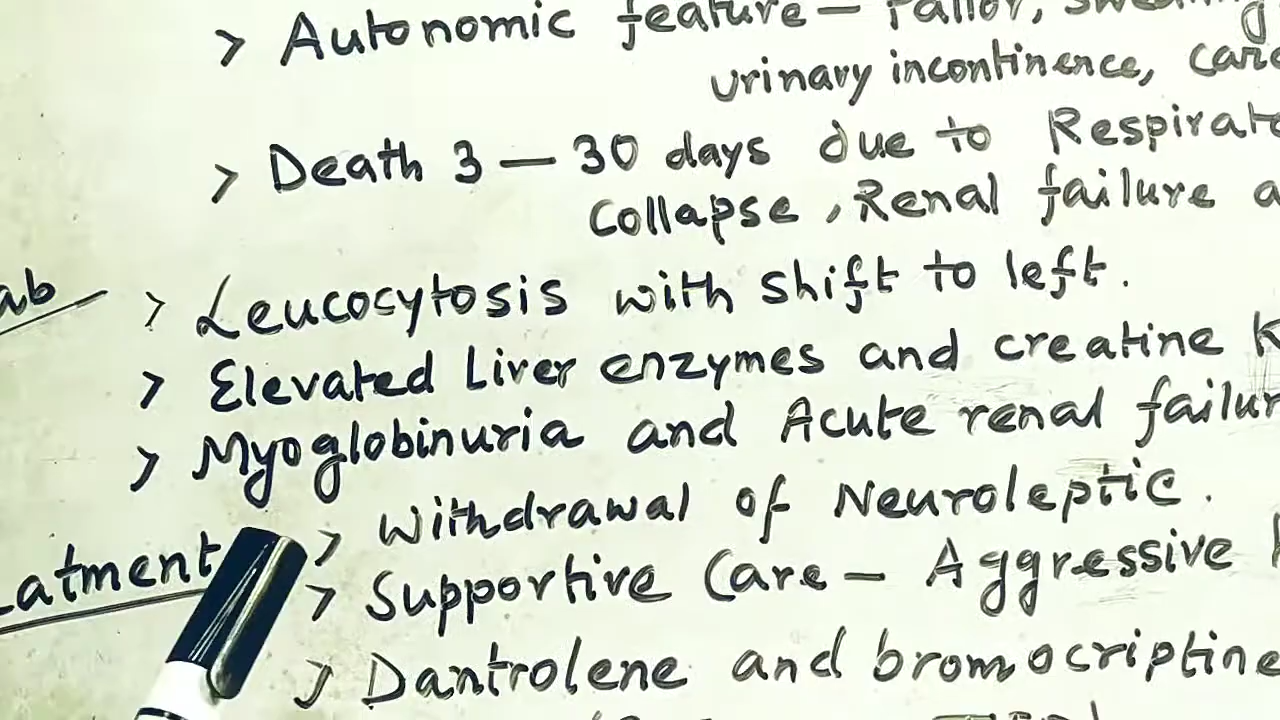 > Autonomic feature – Pallor, sweating
urinary incontinence,
> Death 3 – 30 days due to
collapse, Renal failure
> Leucocytosis with shift to left.
> Elevated Liver enzymes and creatine
> Myoglobinuria and Acute renal
> Withdrawal of Neuroleptic.
> Supportive Care – Aggressive
> Dantrolene and bromocriptine